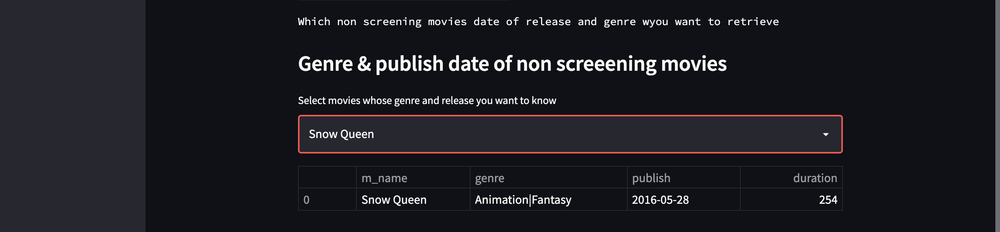 Which non screening movies date of release and genre wyou want to retrieve
Genre & publish date of non screeening movies
Select movies whose genre and release you want to know
Snow Queen
m_name genre publish duration
0 Snow Queen Animation|Fantasy 2016-05-28 254